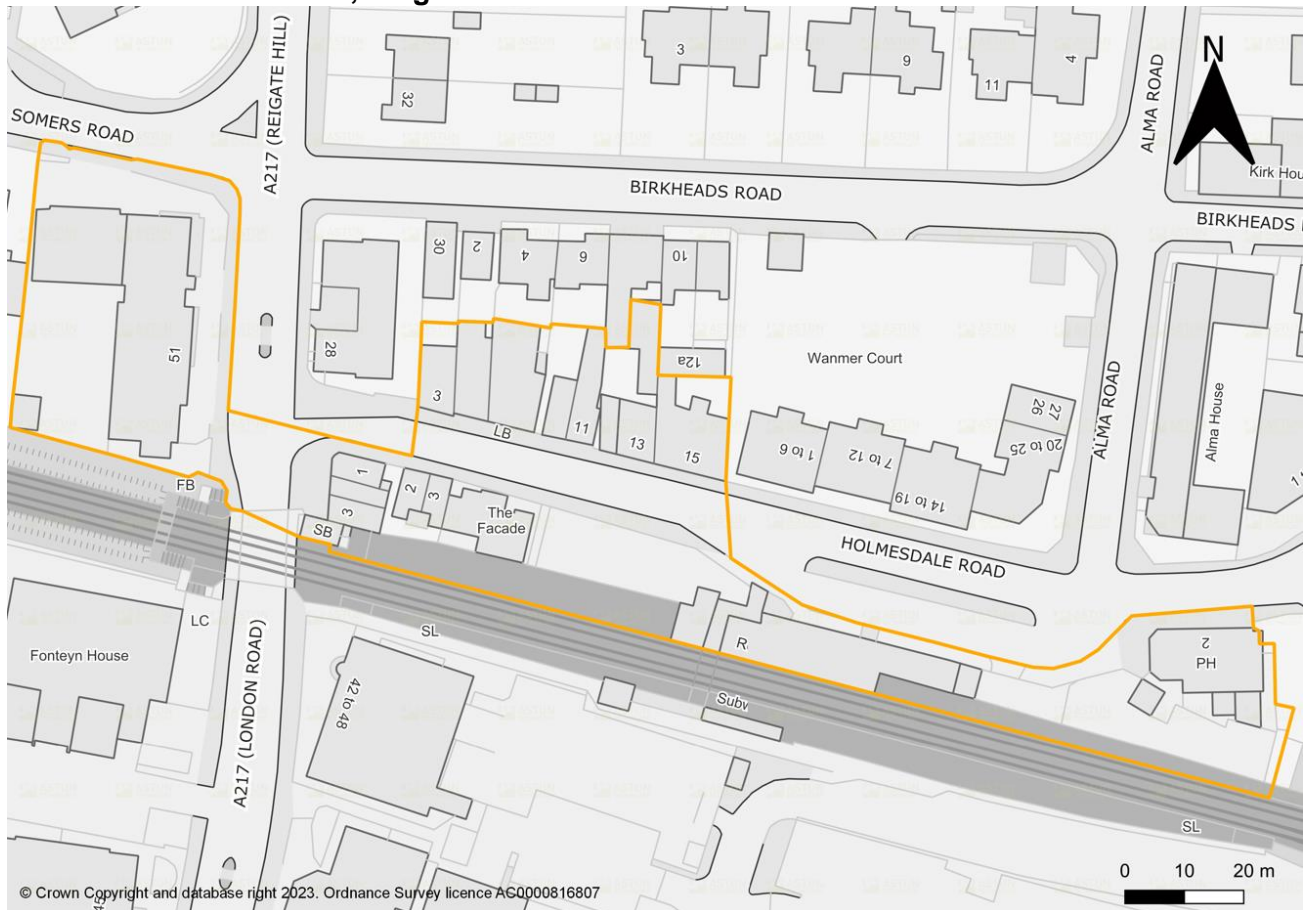 3
9
11
4
32
N
ALMA ROAD
SOMERS ROAD
A217 (REIGATE HILL)
Kirk Hou
BIRKHEADS ROAD
BIRKHEADS
30
2
4
6
10
28
51
12a
Wanmer Court
3
LB
11
13
15
1 to 6
7 to 12
14 to 19
20 to 25
26
27
ALMA ROAD
Alma House
1
2
3
3
The
Facade
SB
FB
LC
HOLMESDALE ROAD
SL
R
Subv
2
PH
Fonteyn House
A217 (LONDON ROAD)
42 to 48
SL
0 10 20 m
© Crown Copyright and database right 2023. Ordnance Survey licence AC0000816807